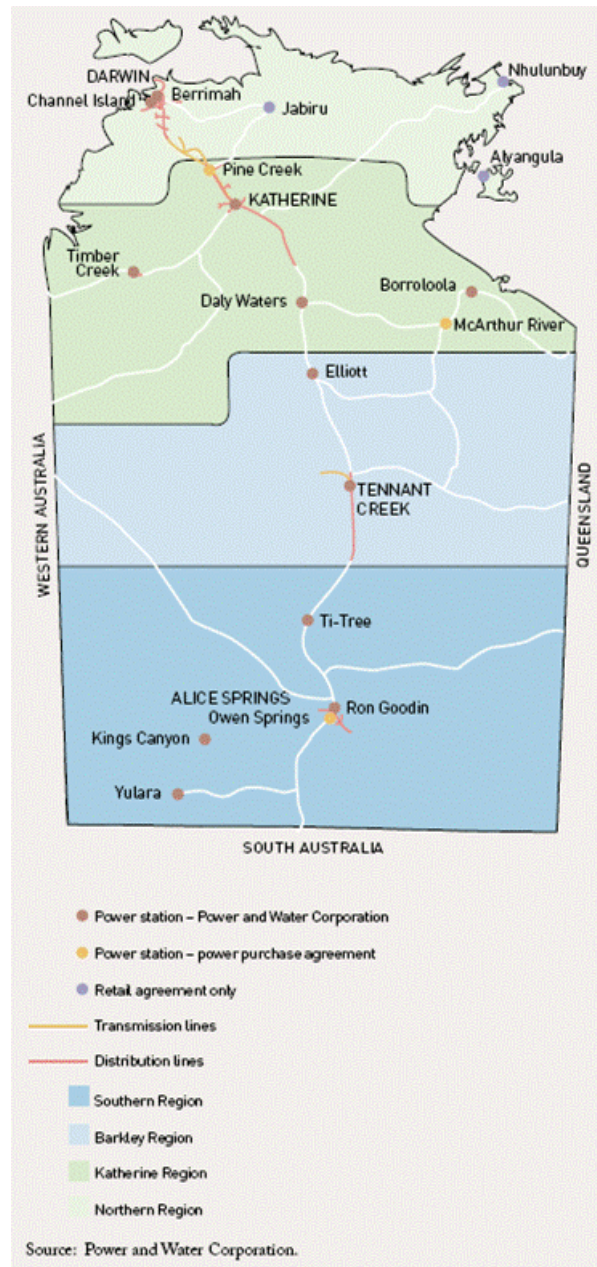 Nhulunbuy
DARWIN
Channel Island
Berrimah
Jabiru
Alyangula
Pine Creek
KATHERINE
Timber
Creek
Borroloola
Daly Waters
McArthur River
Elliott
WESTERN AUSTRALIA
QUEENSLAND
TENNANT
CREEK
Ti-Tree
ALICE SPRINGS
Owen Springs
Ron Goodin
Kings Canyon
Yulara
SOUTH AUSTRALIA
Power station – Power and Water Corporation
Power station – power purchase agreement
Retail agreement only
Transmission lines
Distribution lines
Southern Region
Barkley Region
Katherine Region
Northern Region
Source: Power and Water Corporation.